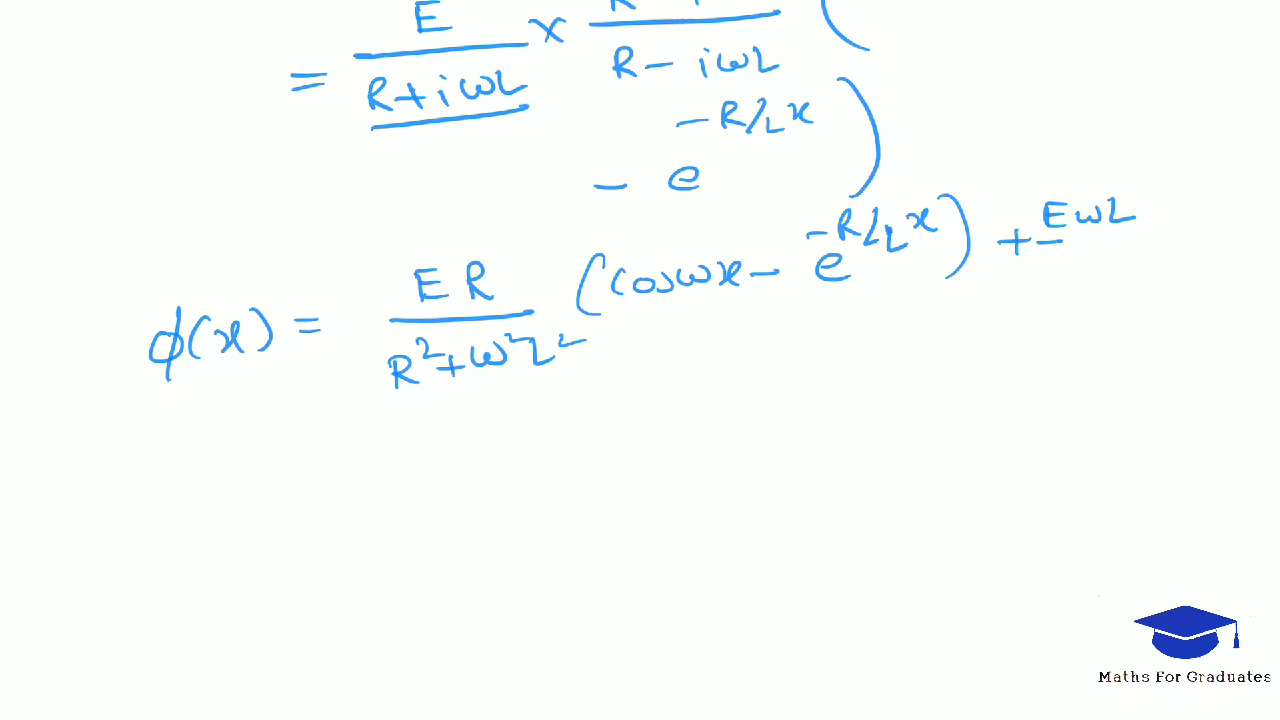 = E / (R+iωL) × / (R-iωL) (
- e^(-R/L x) )
ϕ(x) = ER / (R²+ω²L²) (cosωx - e^(-R/L x)) + EωL
Maths For Graduates